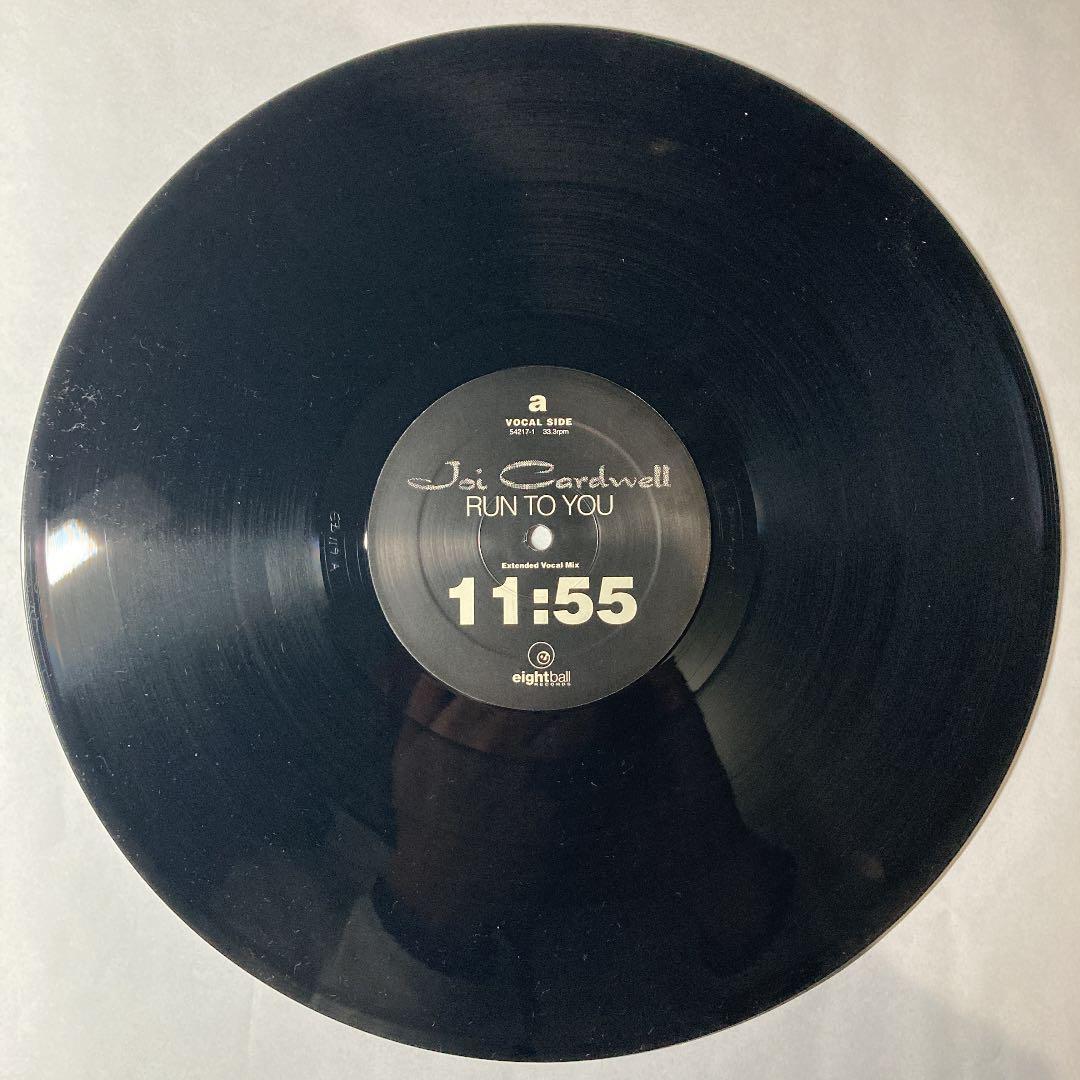 a
VOCAL SIDE
54217-1 33.3rpm
Joi Cardwell
RUN TO YOU
Extended Vocal Mix
11:55
eightball
RECORDS